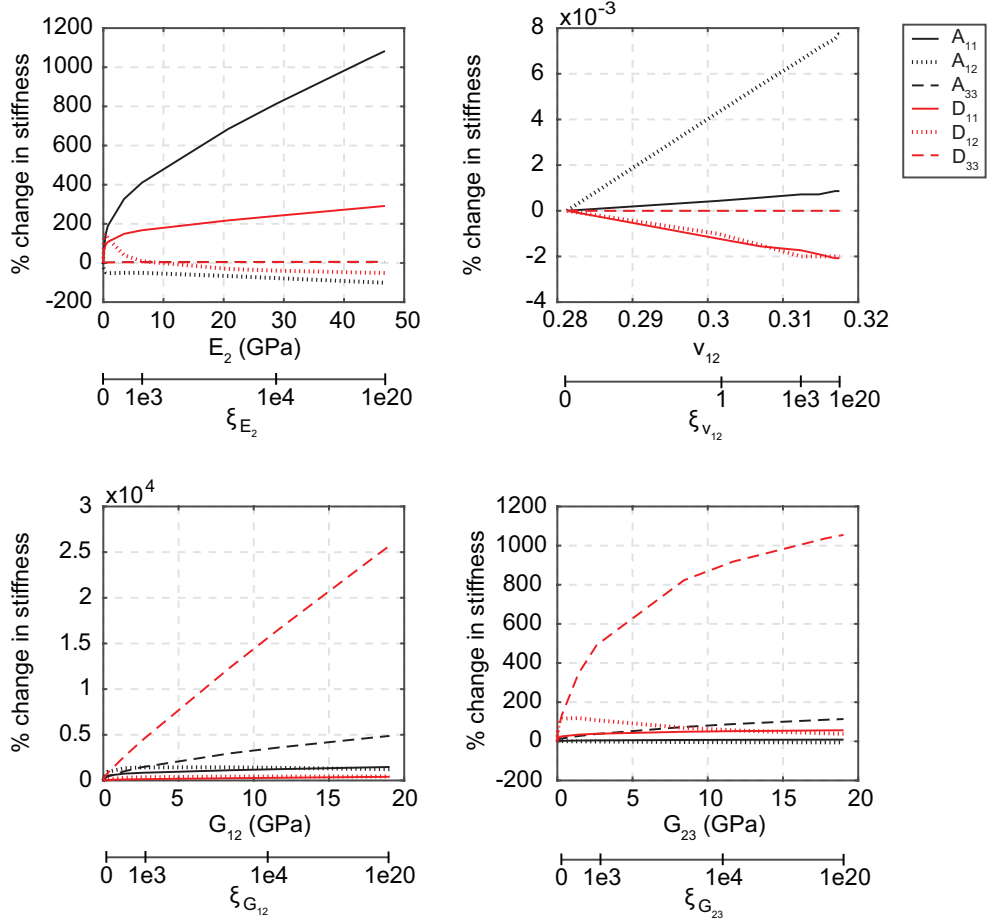 1200
1000
800
600
400
200
0
-200
% change in stiffness
0 10 20 30 40 50
E2 (GPa)
0 1e3 1e4 1e20
ξE2
x10-3
8
6
4
2
0
-2
-4
% change in stiffness
0.28 0.29 0.3 0.31 0.32
v12
0 1 1e3 1e20
ξv12
A11
A12
A33
D11
D12
D33
x104
3
2.5
2
1.5
1
0.5
0
% change in stiffness
0 5 10 15 20
G12 (GPa)
0 1e3 1e4 1e20
ξG12
1200
1000
800
600
400
200
0
-200
% change in stiffness
0 5 10 15 20
G23 (GPa)
0 1e3 1e4 1e20
ξG23